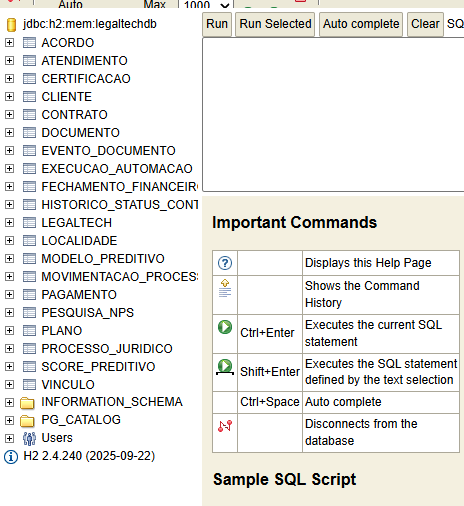 Auto Max 1000
jdbc:h2:mem:legaltechdb
ACORDO
ATENDIMENTO
CERTIFICACAO
CLIENTE
CONTRATO
DOCUMENTO
EVENTO_DOCUMENTO
EXECUCAO_AUTOMACAO
FECHAMENTO_FINANCEIR
HISTORICO_STATUS_CONT
LEGALTECH
LOCALIDADE
MODELO_PREDITIVO
MOVIMENTACAO_PROCESS
PAGAMENTO
PESQUISA_NPS
PLANO
PROCESSO_JURIDICO
SCORE_PREDITIVO
VINCULO
INFORMATION_SCHEMA
PG_CATALOG
Users
H2 2.4.240 (2025-09-22)
Run Run Selected Auto complete Clear SQ
Important Commands
Displays this Help Page
Shows the Command
History
Ctrl+Enter Executes the current SQL
statement
Shift+Enter Executes the SQL statement
defined by the text selection
Ctrl+Space Auto complete
Disconnects from the
database
Sample SQL Script